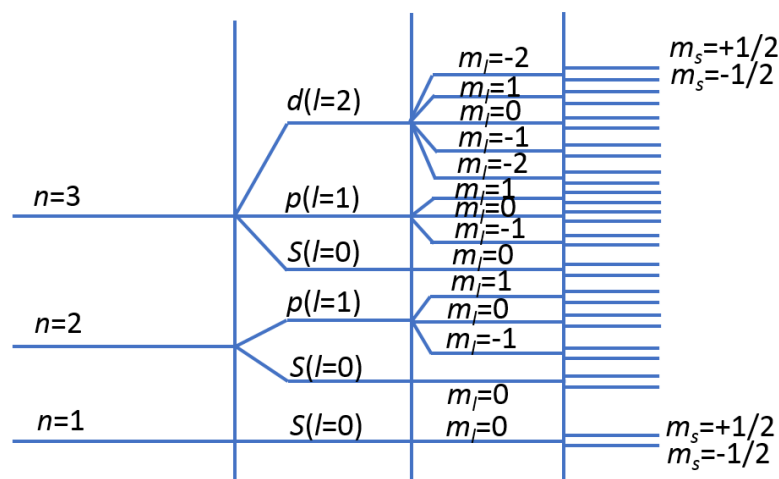 m_l=-2
m_s=+1/2
m_s=-1/2
d(l=2)
m_l=1
m_l=0
m_l=-1
m_l=-2
n=3
p(l=1)
m_l=1
m_l=0
m_l=-1
S(l=0)
m_l=0
n=2
p(l=1)
m_l=1
m_l=0
m_l=-1
S(l=0)
m_l=0
n=1
S(l=0)
m_l=0
m_s=+1/2
m_s=-1/2